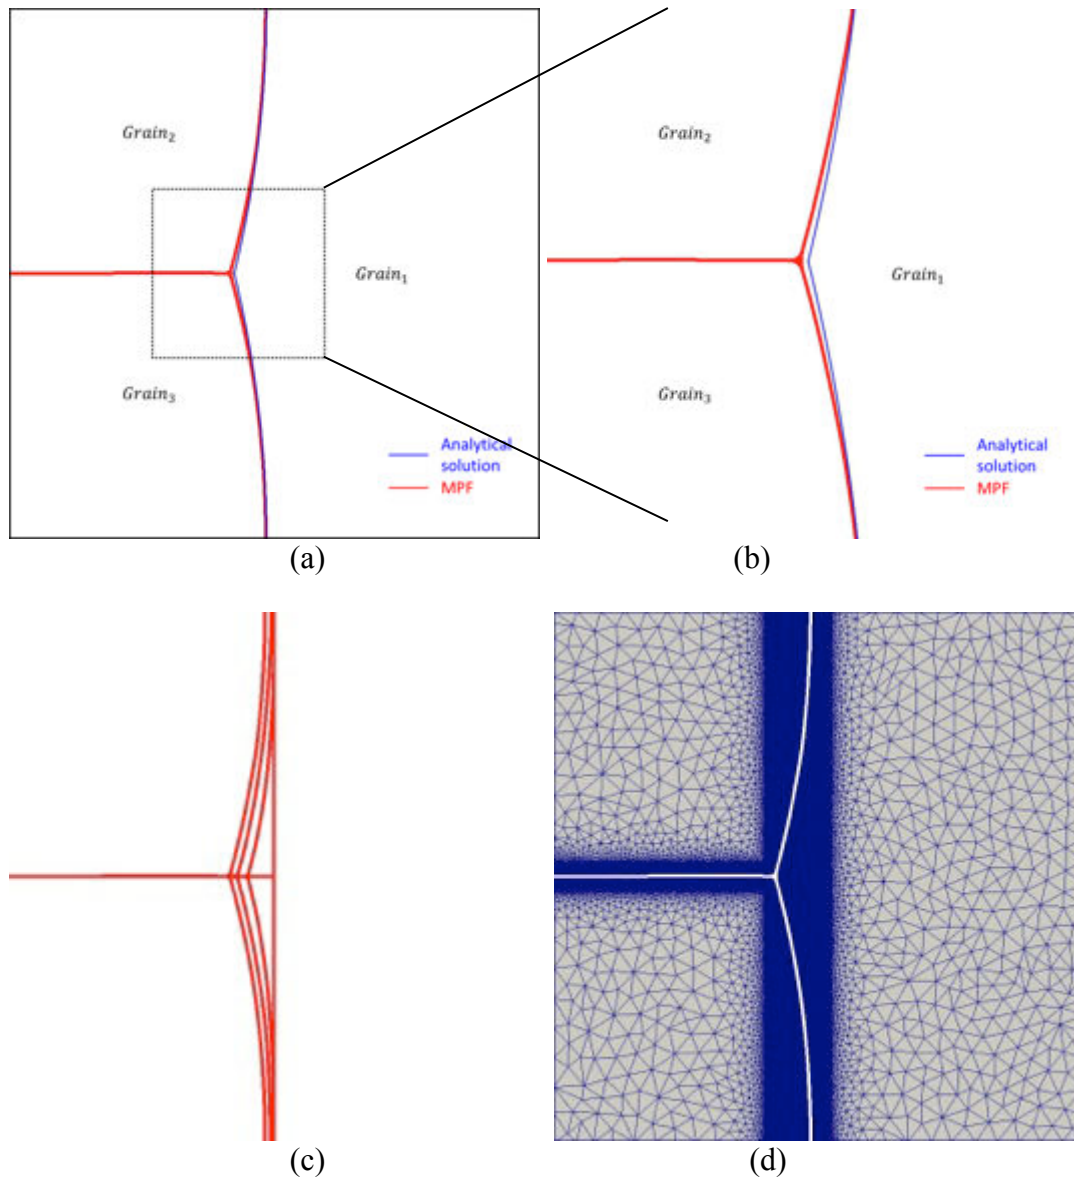 Grain₂
Grain₁
Grain₃
Analytical
solution
MPF
(a)
Grain₂
Grain₁
Grain₃
Analytical
solution
MPF
(b)
(c)
(d)